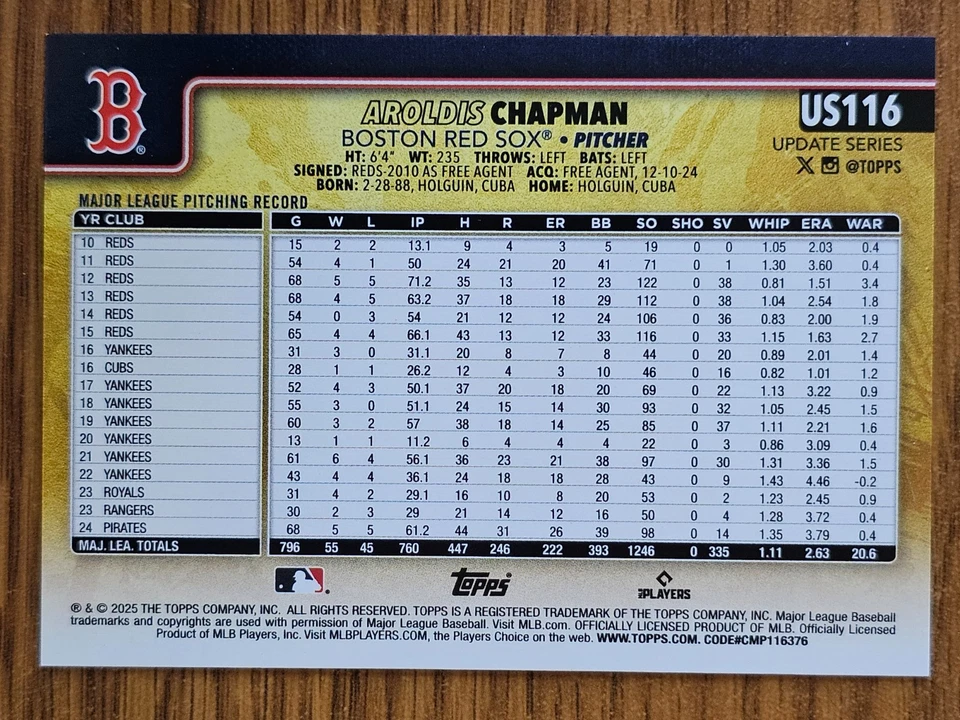 B®
AROLDIS CHAPMAN
US116
BOSTON RED SOX® • PITCHER
UPDATE SERIES
HT: 6'4" WT: 235 THROWS: LEFT BATS: LEFT
@TOPPS
SIGNED: REDS-2010 AS FREE AGENT ACQ: FREE AGENT, 12-10-24
BORN: 2-28-88, HOLGUIN, CUBA HOME: HOLGUIN, CUBA
MAJOR LEAGUE PITCHING RECORD
YR CLUB G W L IP H R ER BB SO SHO SV WHIP ERA WAR
10 REDS 15 2 2 13.1 9 4 3 5 19 0 0 1.05 2.03 0.4
11 REDS 54 4 1 50 24 21 20 41 71 0 1 1.30 3.60 0.4
12 REDS 68 5 5 71.2 35 13 12 23 122 0 38 0.81 1.51 3.4
13 REDS 68 4 5 63.2 37 18 18 29 112 0 38 1.04 2.54 1.8
14 REDS 54 0 3 54 21 12 12 24 106 0 36 0.83 2.00 1.9
15 REDS 65 4 4 66.1 43 13 12 33 116 0 33 1.15 1.63 2.7
16 YANKEES 31 3 0 31.1 20 8 7 8 44 0 20 0.89 2.01 1.4
16 CUBS 28 1 1 26.2 12 4 3 10 46 0 16 0.82 1.01 1.2
17 YANKEES 52 4 3 50.1 37 20 18 20 69 0 22 1.13 3.22 0.9
18 YANKEES 55 3 0 51.1 24 15 14 30 93 0 32 1.05 2.45 1.5
19 YANKEES 60 3 2 57 38 18 14 25 85 0 37 1.11 2.21 1.6
20 YANKEES 13 1 1 11.2 6 4 4 4 22 0 3 0.86 3.09 0.4
21 YANKEES 61 6 4 56.1 36 23 21 38 97 0 30 1.31 3.36 1.5
22 YANKEES 43 4 4 36.1 24 18 18 28 43 0 9 1.43 4.46 -0.2
23 ROYALS 31 4 2 29.1 16 10 8 20 53 0 2 1.23 2.45 0.9
23 RANGERS 30 2 3 29 21 14 12 16 50 0 4 1.28 3.72 0.4
24 PIRATES 68 5 5 61.2 44 31 26 39 98 0 14 1.35 3.79 0.4
MAJ. LEA. TOTALS 796 55 45 760 447 246 222 393 1246 0 335 1.11 2.63 20.6
Topps® PLAYERS
® & © 2025 THE TOPPS COMPANY, INC. ALL RIGHTS RESERVED. TOPPS IS A REGISTERED TRADEMARK OF THE TOPPS COMPANY, INC. Major League Baseball
trademarks and copyrights are used with permission of Major League Baseball. Visit MLB.com. OFFICIALLY LICENSED PRODUCT OF MLB. Officially Licensed
Product of MLB Players, Inc. Visit MLBPLAYERS.COM, the Players Choice on the web. WWW.TOPPS.COM. CODE#CMP116376